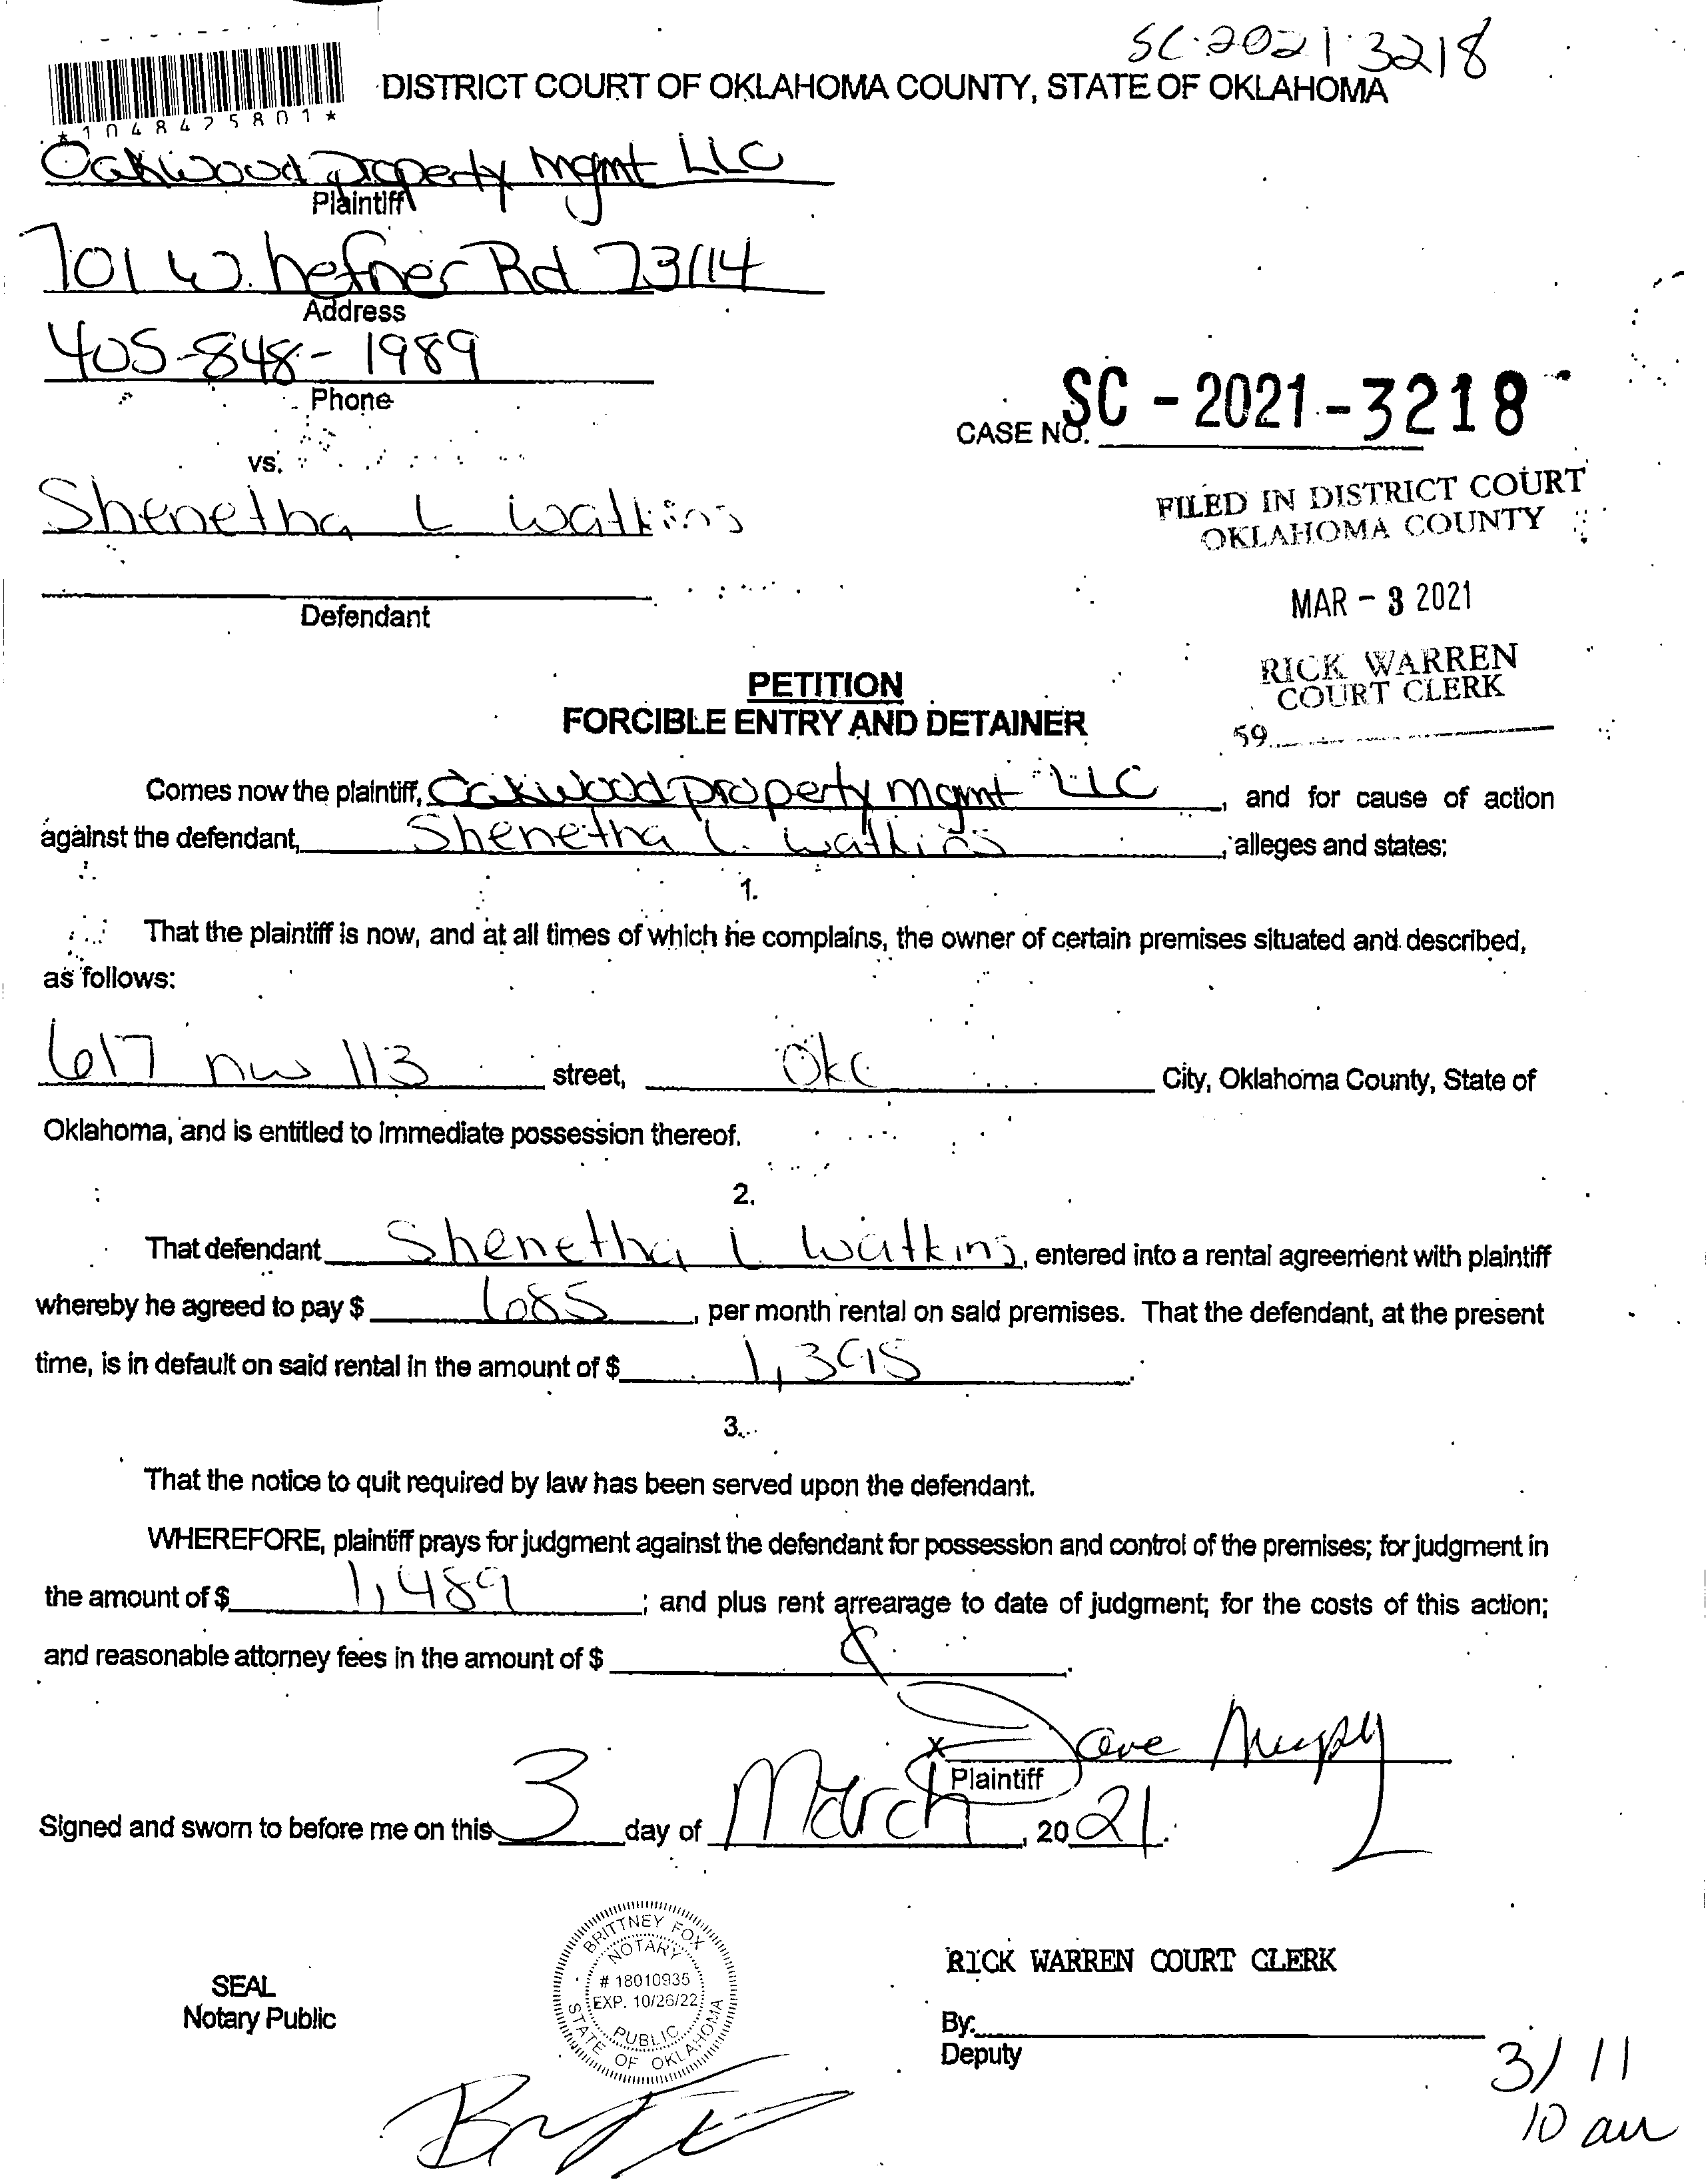 SC-2021-3218
DISTRICT COURT OF OKLAHOMA COUNTY, STATE OF OKLAHOMA
*1048425801*
Oakwood property mgmt LLC
Plaintiff
701 W. hefner Rd 73114
Address
405-848-1989
Phone
CASE NO. SC-2021-3218
vs.
Shenetha L Watkins
FILED IN DISTRICT COURT
OKLAHOMA COUNTY
Defendant
MAR - 3 2021
RICK WARREN
COURT CLERK
59
PETITION
FORCIBLE ENTRY AND DETAINER
Comes now the plaintiff, Oakwood property mgmt LLC, and for cause of action
against the defendant, Shenetha L. Watkins, alleges and states:
1.
That the plaintiff is now, and at all times of which he complains, the owner of certain premises situated and described,
as follows:
617 nw 113 street, Okc City, Oklahoma County, State of
Oklahoma, and is entitled to immediate possession thereof.
2.
That defendant Shenetha L Watkins, entered into a rental agreement with plaintiff
whereby he agreed to pay $ 685, per month rental on said premises. That the defendant, at the present
time, is in default on said rental in the amount of $ 1,395.
3.
That the notice to quit required by law has been served upon the defendant.
WHEREFORE, plaintiff prays for judgment against the defendant for possession and control of the premises; for judgment in
the amount of $ 1,489; and plus rent arrearage to date of judgment; for the costs of this action;
and reasonable attorney fees in the amount of $
X Dave Murphy
Plaintiff
Signed and sworn to before me on this 3 day of March, 2021.
BRITTNEY FOX
NOTARY
# 18010935
EXP. 10/26/22
PUBLIC
STATE OF OKLAHOMA
SEAL
Notary Public
RICK WARREN COURT CLERK
By:
Deputy
3/11
10 am